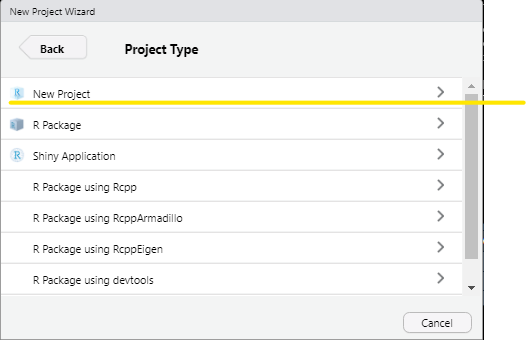 New Project Wizard
Back
Project Type
New Project
R Package
Shiny Application
R Package using Rcpp
R Package using RcppArmadillo
R Package using RcppEigen
R Package using devtools
Cancel